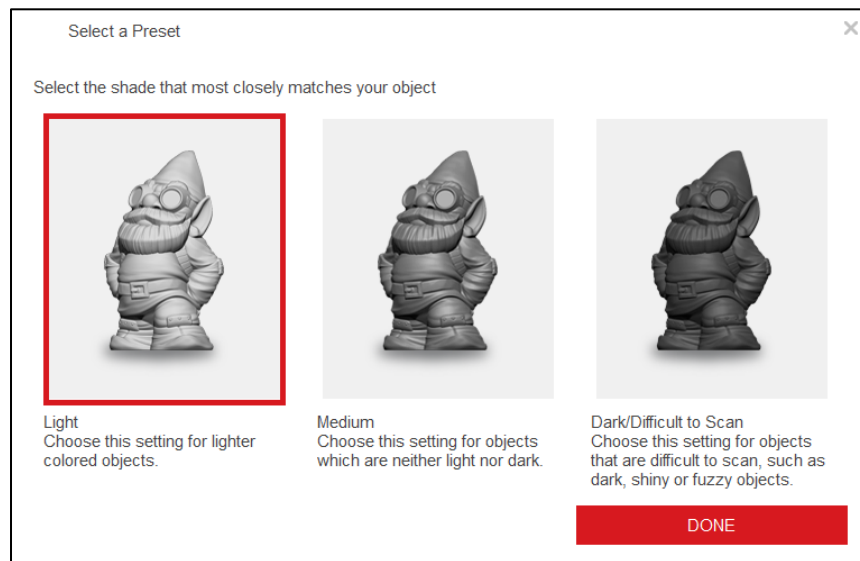 Select a Preset
Select the shade that most closely matches your object
Light
Choose this setting for lighter
colored objects.
Medium
Choose this setting for objects
which are neither light nor dark.
Dark/Difficult to Scan
Choose this setting for objects
that are difficult to scan, such as
dark, shiny or fuzzy objects.
DONE